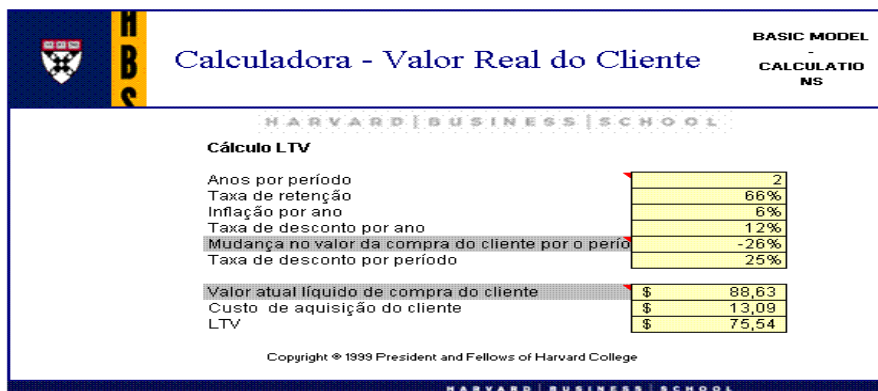 HBS
Calculadora - Valor Real do Cliente
BASIC MODEL
-
CALCULATIO
NS
HARVARD|BUSINESS|SCHOOL
Cálculo LTV
Anos por período 2
Taxa de retenção 66%
Inflação por ano 6%
Taxa de desconto por ano 12%
Mudança no valor da compra do cliente por o perío -26%
Taxa de desconto por período 25%
Valor atual líquido de compra do cliente $ 88,63
Custo de aquisição do cliente $ 13,09
LTV $ 75,54
Copyright © 1999 President and Fellows of Harvard College
HARVARD|BUSINESS|SCHOOL